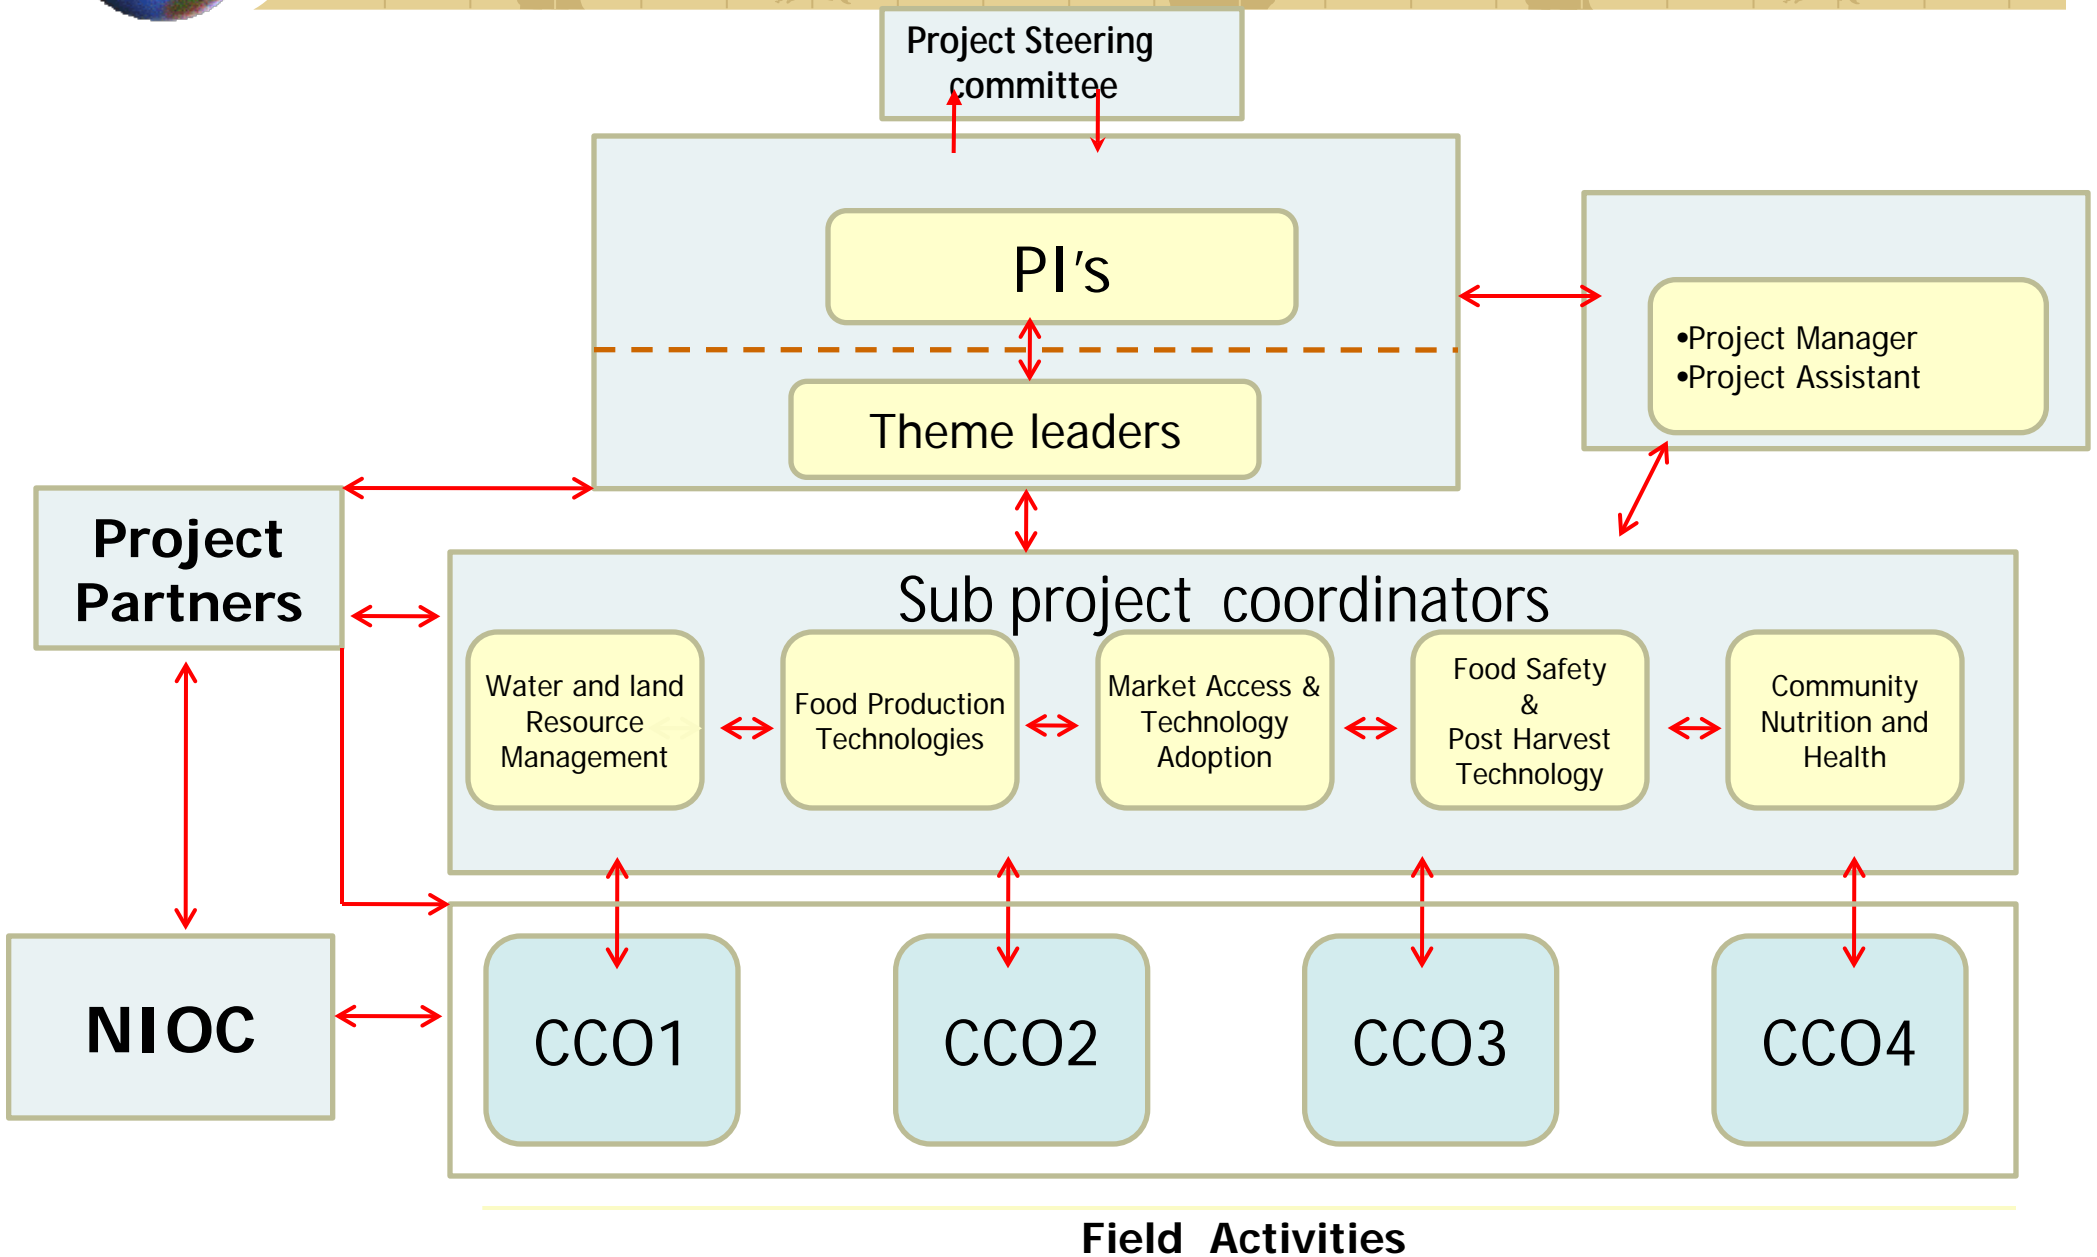 Project Steering
committee
PI's
•Project Manager
•Project Assistant
Theme leaders
Project
Partners
Sub project coordinators
Water and land
Resource
Management
Food Production
Technologies
Market Access &
Technology
Adoption
Food Safety
&
Post Harvest
Technology
Community
Nutrition and
Health
NIOC
CCO1
CCO2
CCO3
CCO4
Field Activities